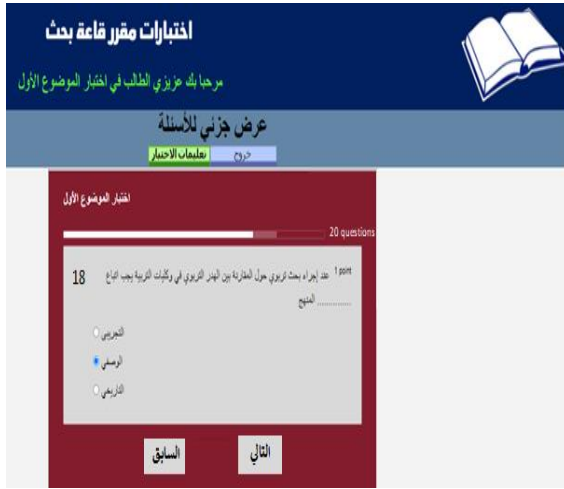 اختبارات مقرر قاعة بحث
مرحبا بك عزيزي الطالب في اختبار الموضوع الأول
عرض جزئي للأسئلة
خروج
تعليمات الاختبار
اختبار الموضوع الأول
20 questions
18
1 point
عند إجراء بحث تربوي حول المقارنة بين الهدر التربوي في وكليات التربية يجب اتباع
المنهج ..............
التجريبي
الوصفي
التاريخي
التالي
السابق